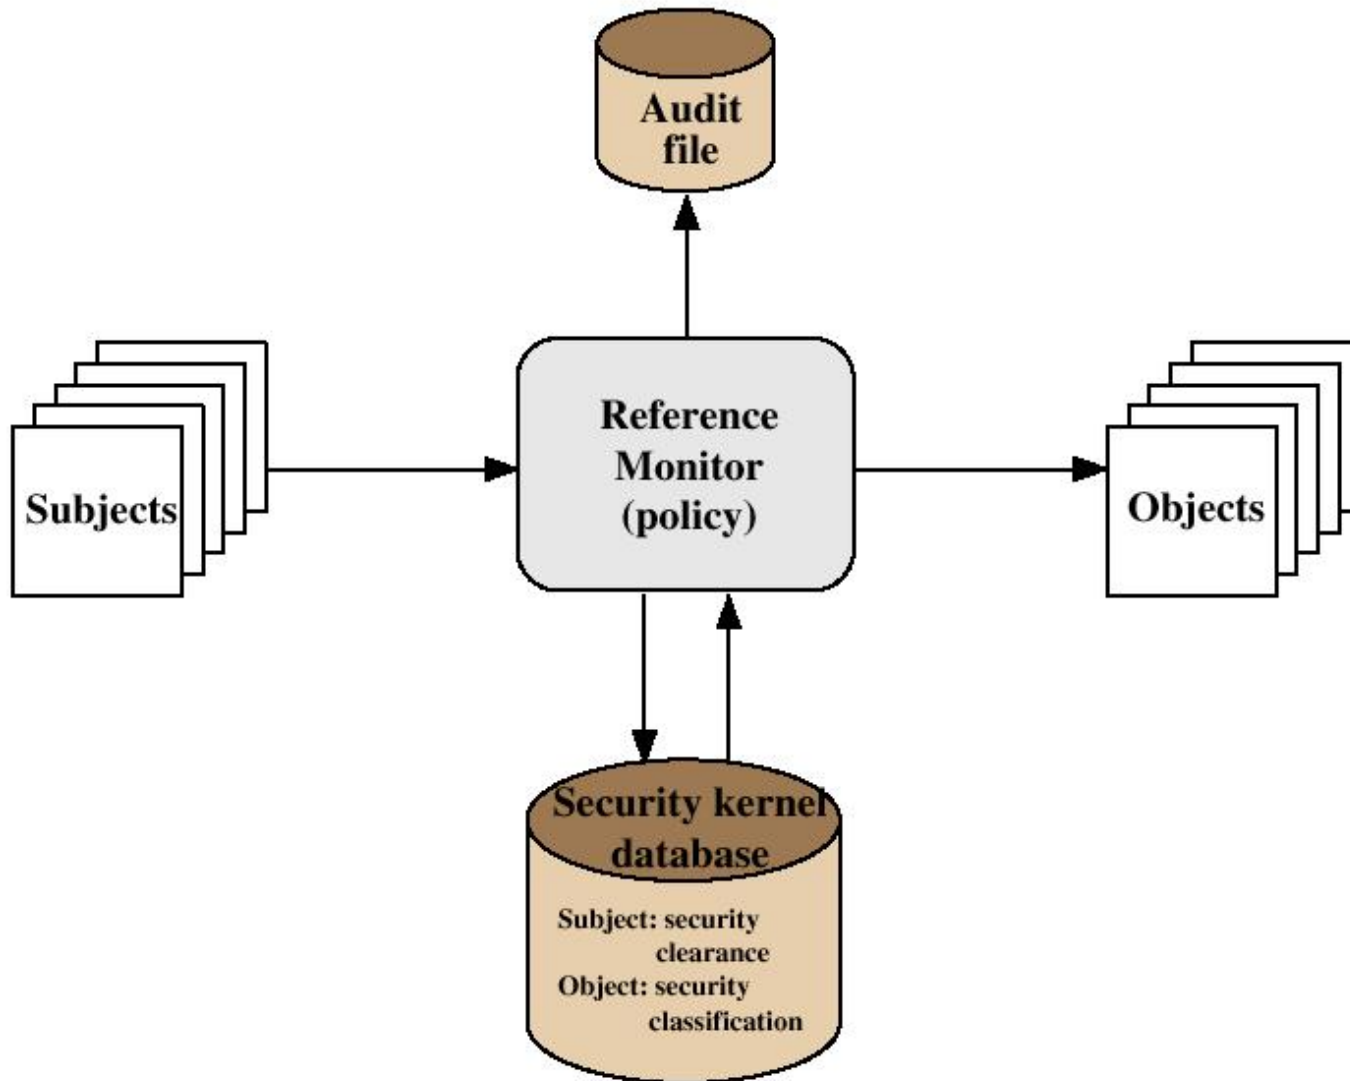 Audit
file
Subjects
Reference
Monitor
(policy)
Objects
Security kernel
database
Subject: security
clearance
Object: security
classification